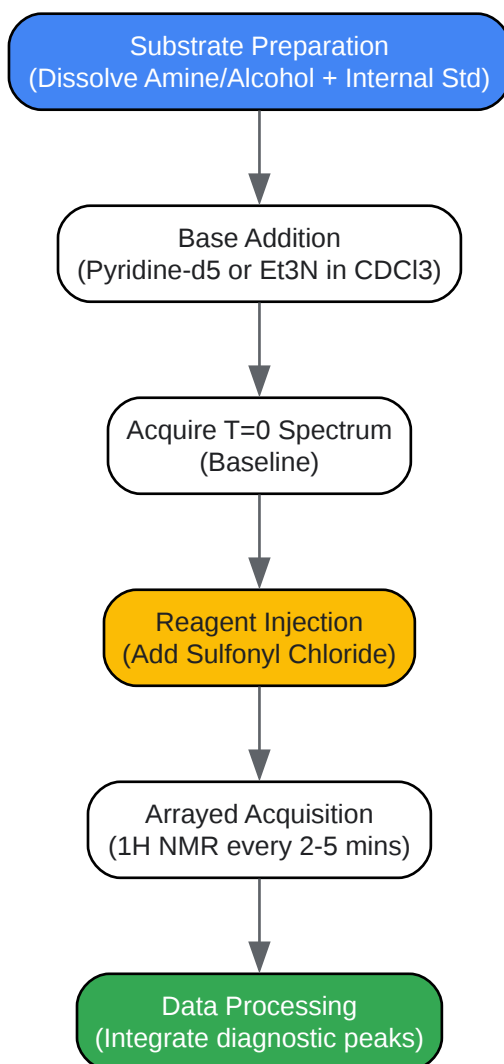 Substrate Preparation
(Dissolve Amine/Alcohol + Internal Std)
Base Addition
(Pyridine-d5 or Et3N in CDCl3)
Acquire T=0 Spectrum
(Baseline)
Reagent Injection
(Add Sulfonyl Chloride)
Arrayed Acquisition
(1H NMR every 2-5 mins)
Data Processing
(Integrate diagnostic peaks)